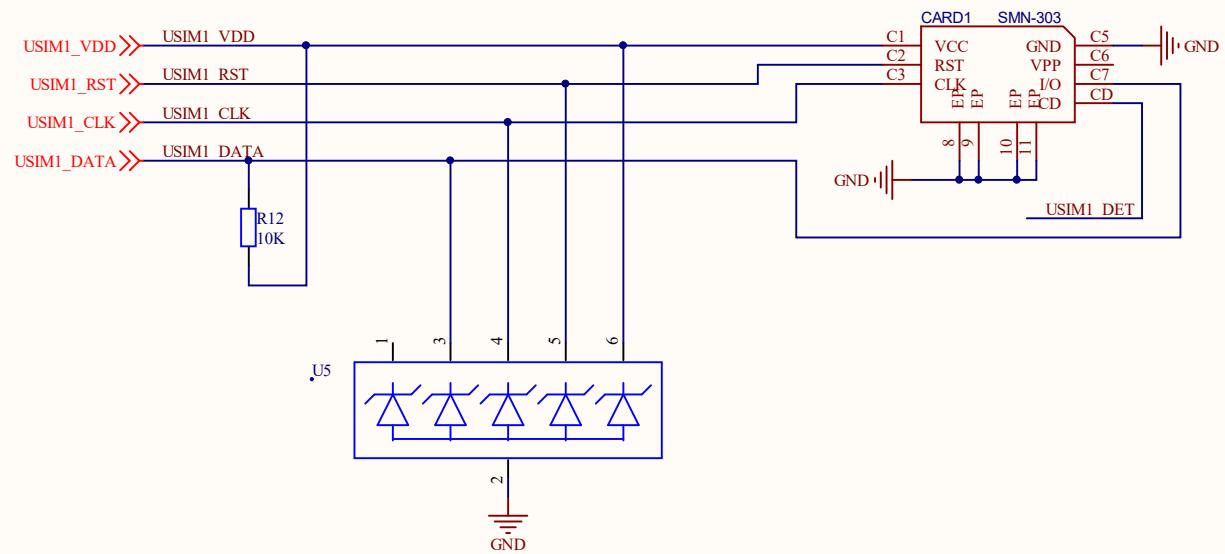 CARD1 SMN-303
USIM1_VDD USIM1_VDD C1 VCC GND C5 GND
C2 RST VPP C6
USIM1_RST USIM1_RST C3 CLK I/O C7
EP EP EP EP CD CD
USIM1_CLK USIM1_CLK
8 9 10 11
USIM1_DATA USIM1_DATA
GND
USIM1_DET
R12
10K
1 3 4 5 6
U5
2
GND